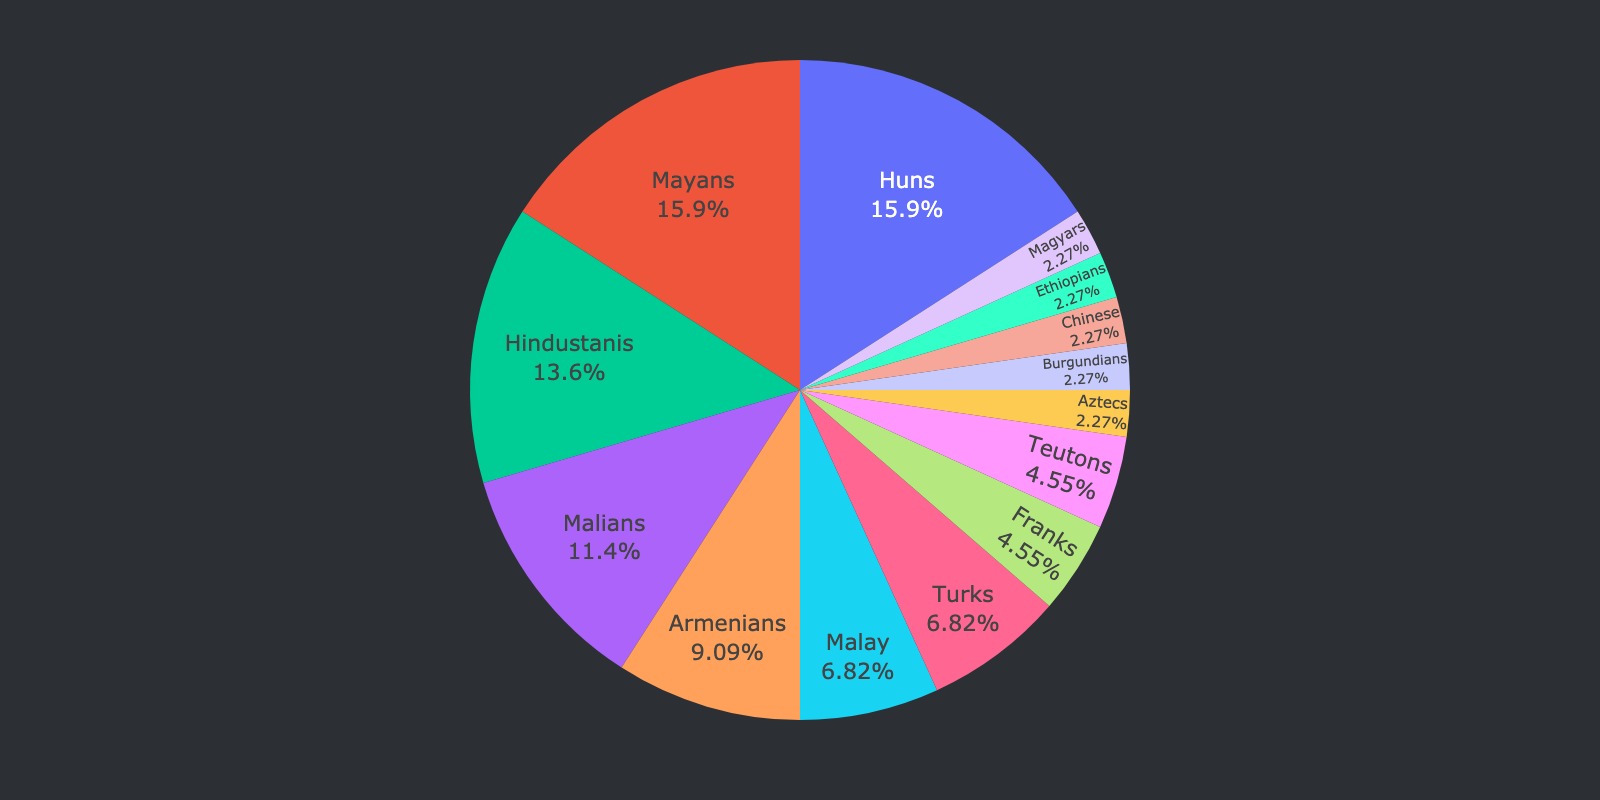 Mayans
15.9%
Huns
15.9%
Magyars
2.27%
Ethiopians
2.27%
Chinese
2.27%
Burgundians
2.27%
Aztecs
2.27%
Teutons
4.55%
Franks
4.55%
Turks
6.82%
Malay
6.82%
Armenians
9.09%
Malians
11.4%
Hindustanis
13.6%